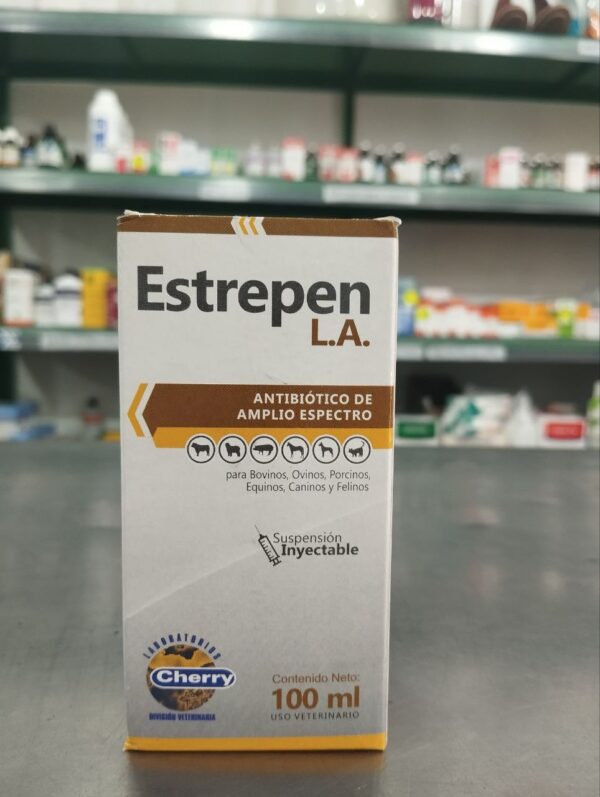 Estrepen
L.A.
ANTIBIÓTICO DE
AMPLIO ESPECTRO
para Bovinos, Ovinos, Porcinos,
Equinos, Caninos y Felinos
Suspensión
Inyectable
LABORATORIOS
Cherry
DIVISIÓN VETERINARIA
Contenido Neto:
100 ml
USO VETERINARIO